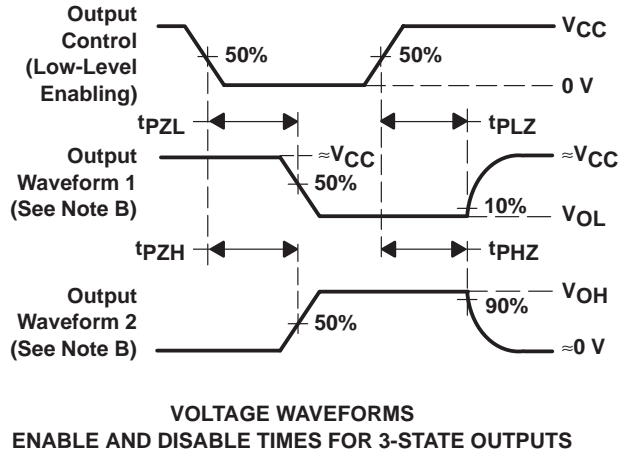 Output
Control
(Low-Level
Enabling)
VCC
50%
50%
0 V
tPZL
tPLZ
Output
Waveform 1
(See Note B)
≈VCC
50%
≈VCC
10%
VOL
tPZH
tPHZ
Output
Waveform 2
(See Note B)
50%
VOH
90%
≈0 V
VOLTAGE WAVEFORMS
ENABLE AND DISABLE TIMES FOR 3-STATE OUTPUTS